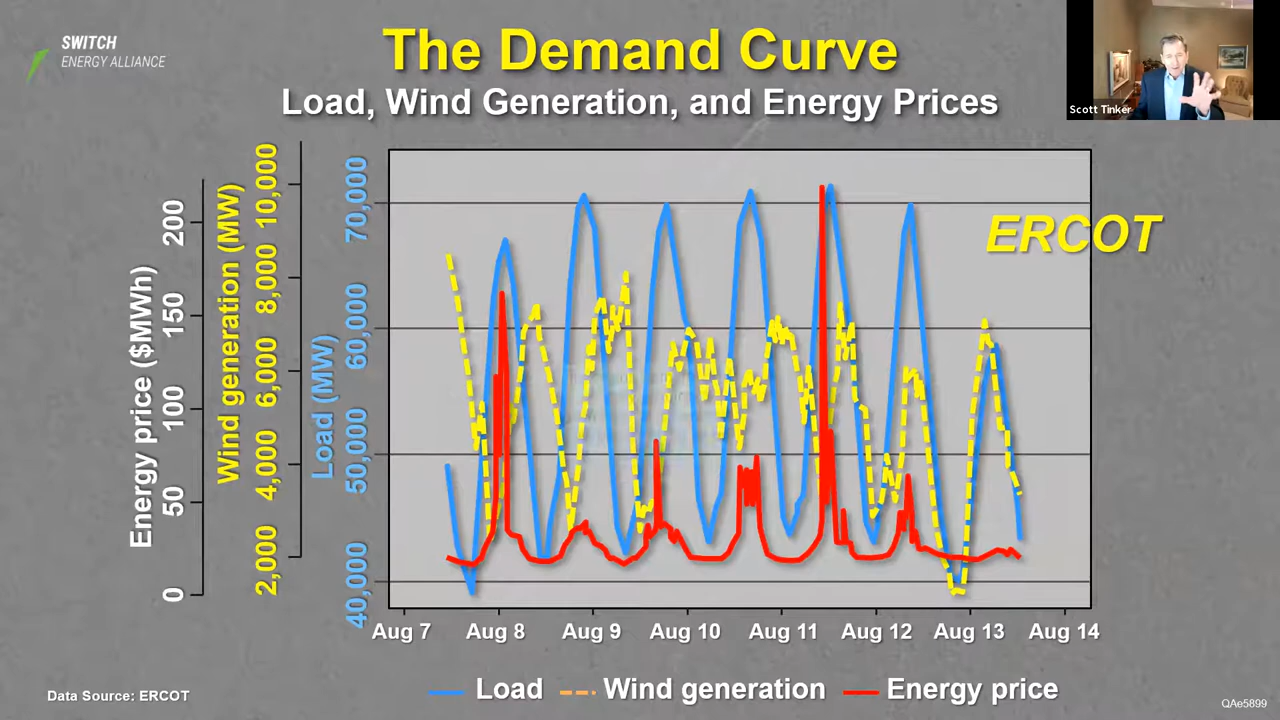 SWITCH
ENERGY ALLIANCE
The Demand Curve
Load, Wind Generation, and Energy Prices
Scott Tinker
Energy price ($MWh)
200
150
100
50
0
Wind generation (MW)
10,000
8,000
6,000
4,000
2,000
Load (MW)
70,000
60,000
50,000
40,000
ERCOT
Aug 7 Aug 8 Aug 9 Aug 10 Aug 11 Aug 12 Aug 13 Aug 14
Load Wind generation Energy price
Data Source: ERCOT
QAe5899